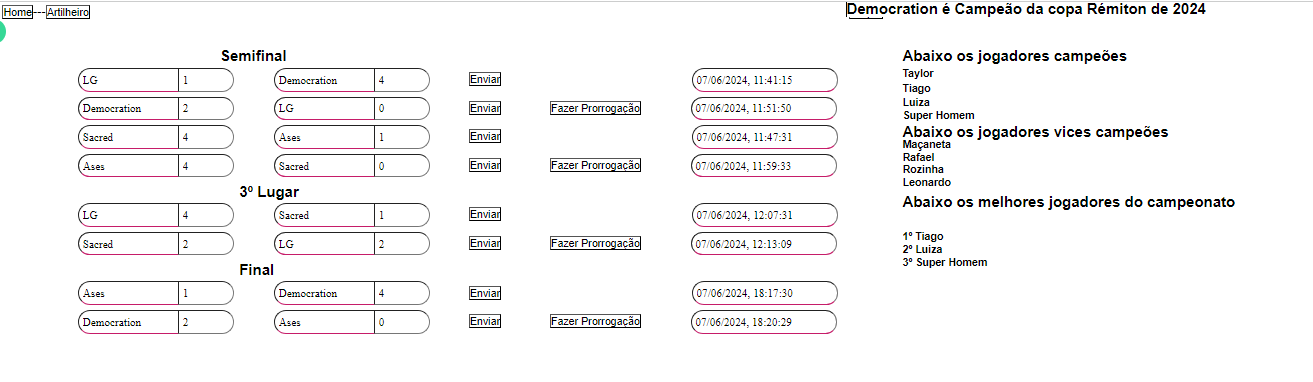 Home---Artilheiro
Democration é Campeão da copa Rémiton de 2024
Semifinal
LG 1 Democration 4 Enviar 07/06/2024, 11:41:15
Democration 2 LG 0 Enviar Fazer Prorrogação 07/06/2024, 11:51:50
Sacred 4 Ases 1 Enviar 07/06/2024, 11:47:31
Ases 4 Sacred 0 Enviar Fazer Prorrogação 07/06/2024, 11:59:33
3º Lugar
LG 4 Sacred 1 Enviar 07/06/2024, 12:07:31
Sacred 2 LG 2 Enviar Fazer Prorrogação 07/06/2024, 12:13:09
Final
Ases 1 Democration 4 Enviar 07/06/2024, 18:17:30
Democration 2 Ases 0 Enviar Fazer Prorrogação 07/06/2024, 18:20:29
Abaixo os jogadores campeões
Taylor
Tiago
Luiza
Super Homem
Abaixo os jogadores vices campeões
Maçaneta
Rafael
Rozinha
Leonardo
Abaixo os melhores jogadores do campeonato
1º Tiago
2º Luiza
3º Super Homem